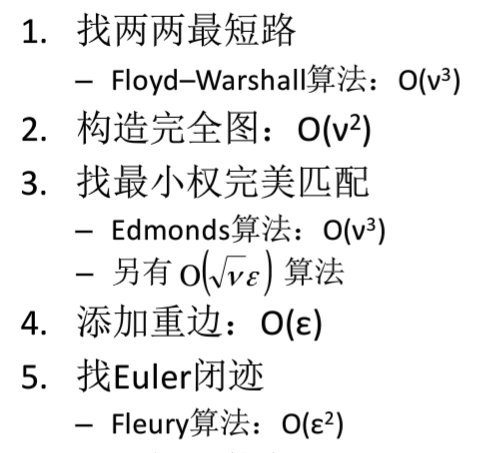 1. 找两两最短路
– Floyd–Warshall算法：O(ν³)
2. 构造完全图：O(ν²)
3. 找最小权完美匹配
– Edmonds算法：O(ν³)
– 另有 O(√ν ε) 算法
4. 添加重边：O(ε)
5. 找Euler闭迹
– Fleury算法：O(ε²)